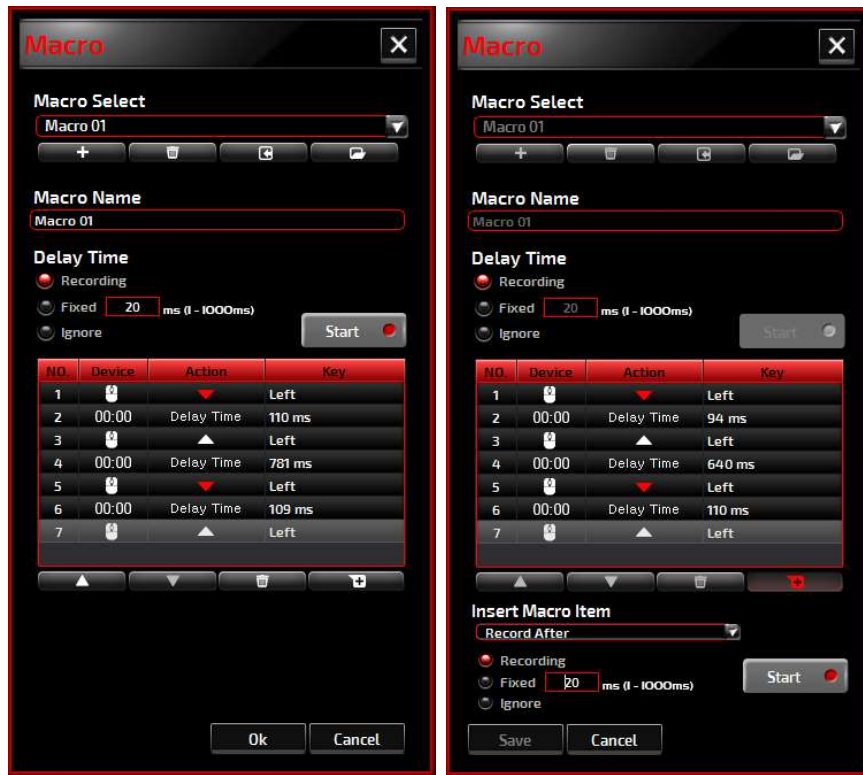 Macro
Macro Select
Macro 01
Macro Name
Macro 01
Delay Time
Recording
Fixed 20 ms (1 - 1000ms)
Ignore
Start
NO. Device Action Key
1 Left
2 00:00 Delay Time 110 ms
3 Left
4 00:00 Delay Time 781 ms
5 Left
6 00:00 Delay Time 109 ms
7 Left
Ok Cancel
Macro
Macro Select
Macro 01
Macro Name
Macro 01
Delay Time
Recording
Fixed 20 ms (1 - 1000ms)
Ignore
Start
NO. Device Action Key
1 Left
2 00:00 Delay Time 94 ms
3 Left
4 00:00 Delay Time 640 ms
5 Left
6 00:00 Delay Time 110 ms
7 Left
Insert Macro Item
Record After
Recording
Fixed 20 ms (1 - 1000ms)
Ignore
Start
Save Cancel